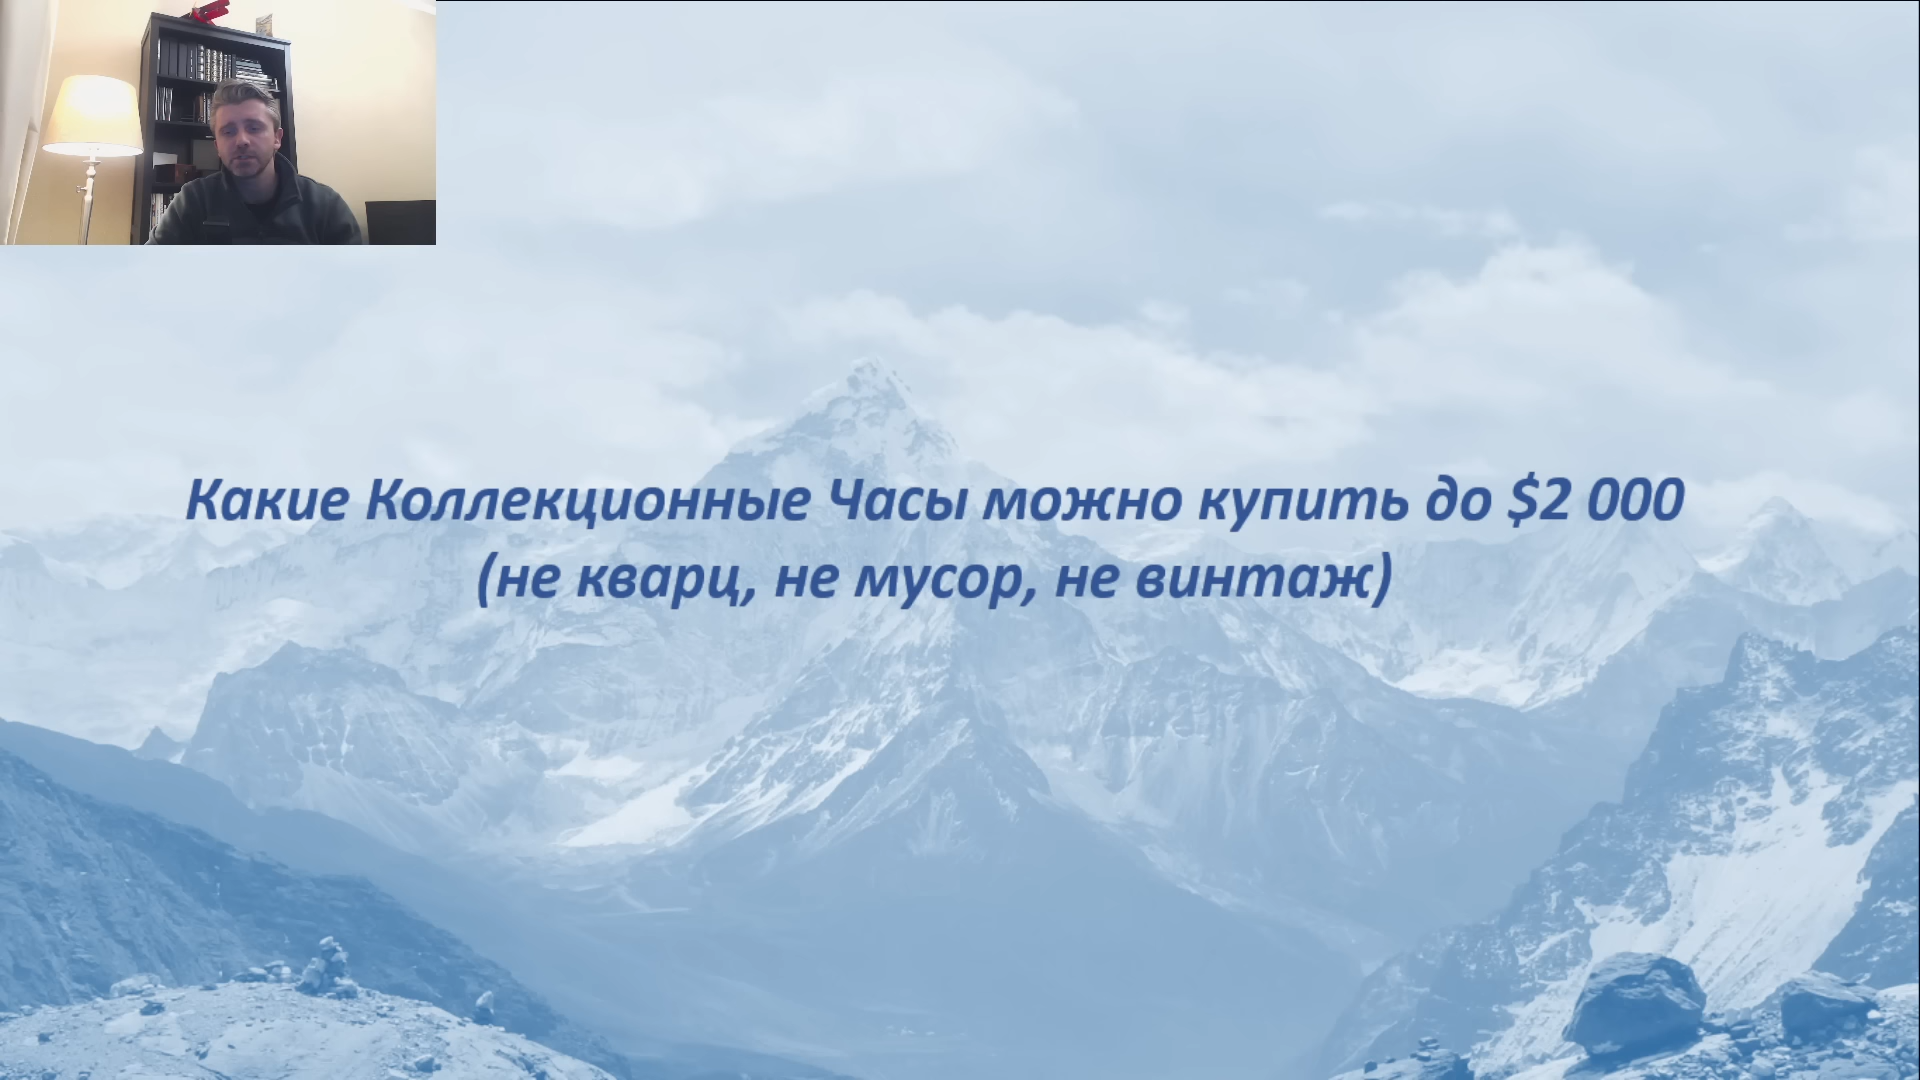 Какие Коллекционные Часы можно купить до $2 000
(не кварц, не мусор, не винтаж)